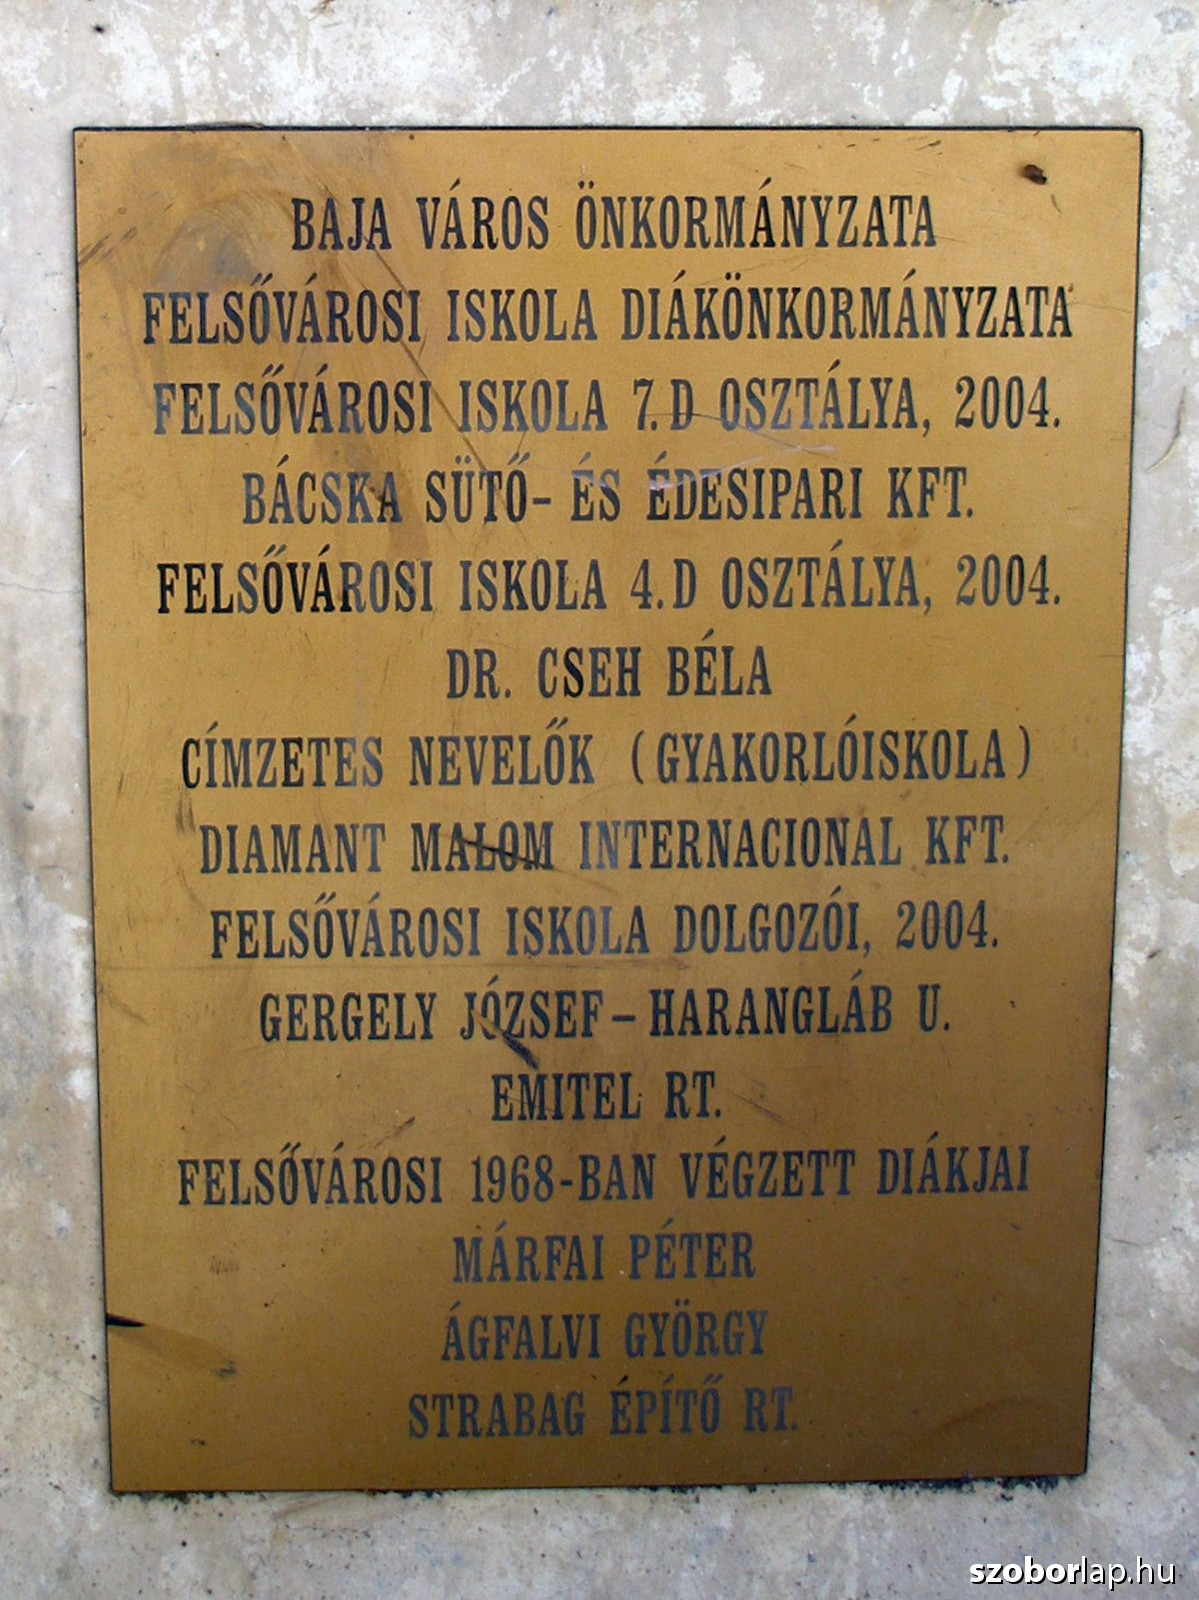 BAJA VÁROS ÖNKORMÁNYZATA
FELSŐVÁROSI ISKOLA DIÁKÖNKORMÁNYZATA
FELSŐVÁROSI ISKOLA 7.D OSZTÁLYA, 2004.
BÁCSKA SÜTŐ- ÉS ÉDESIPARI KFT.
FELSŐVÁROSI ISKOLA 4.D OSZTÁLYA, 2004.
DR. CSEH BÉLA
CÍMZETES NEVELŐK (GYAKORLÓISKOLA)
DIAMANT MALOM INTERNACIONAL KFT.
FELSŐVÁROSI ISKOLA DOLGOZÓI, 2004.
GERGELY JÓZSEF – HARANGLÁB U.
EMITEL RT.
FELSŐVÁROSI 1968-BAN VÉGZETT DIÁKJAI
MÁRFAI PÉTER
ÁGFALVI GYÖRGY
STRABAG ÉPÍTŐ RT.
szoborlap.hu